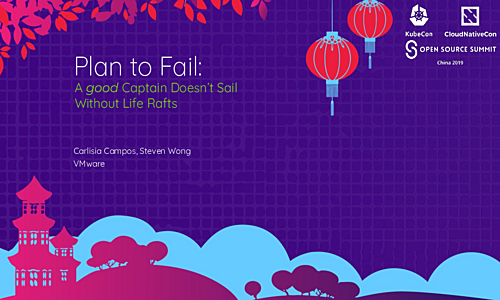 KubeCon
CloudNativeCon
OPEN SOURCE SUMMIT
China 2019
Plan to Fail:
A good Captain Doesn't Sail
Without Life Rafts
Carlisia Campos, Steven Wong
VMware